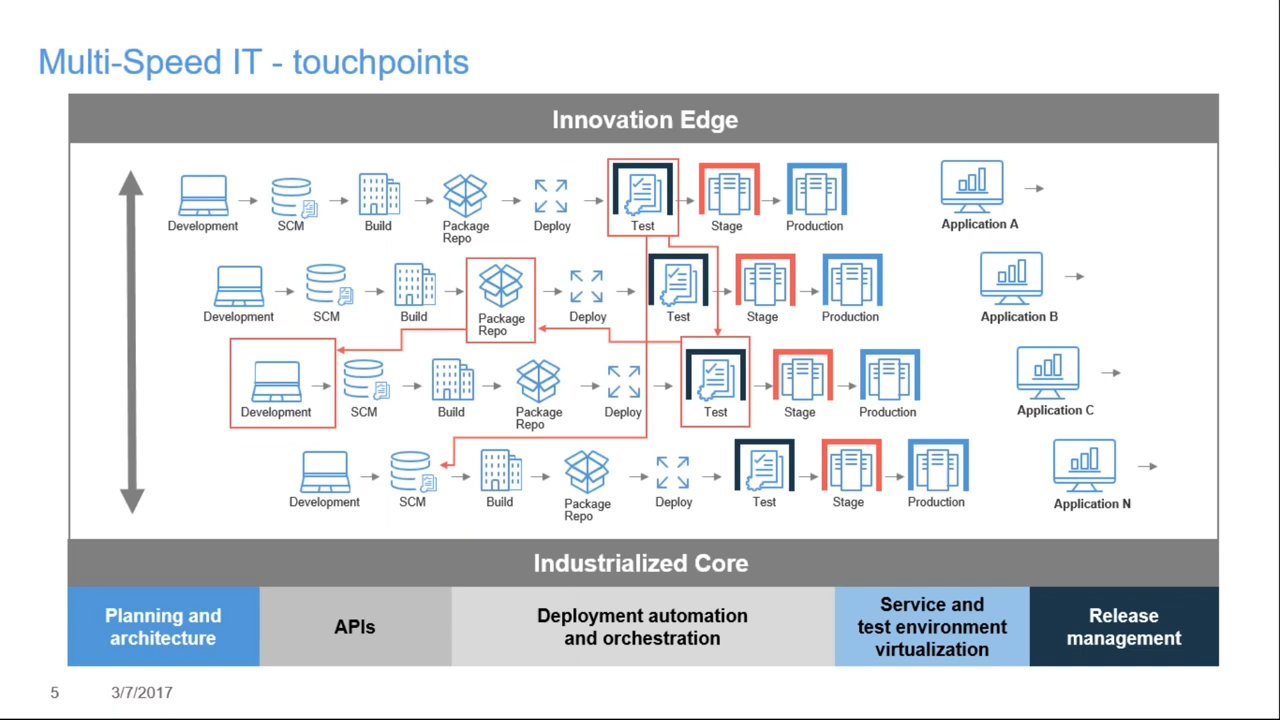 Multi-Speed IT - touchpoints
Innovation Edge
Development
SCM
Build
Package
Repo
Deploy
Test
Stage
Production
Application A
Development
SCM
Build
Package
Repo
Deploy
Test
Stage
Production
Application B
Development
SCM
Build
Package
Repo
Deploy
Test
Stage
Production
Application C
Development
SCM
Build
Package
Repo
Deploy
Test
Stage
Production
Application N
Industrialized Core
Planning and
architecture
APIs
Deployment automation
and orchestration
Service and
test environment
virtualization
Release
management
5
3/7/2017